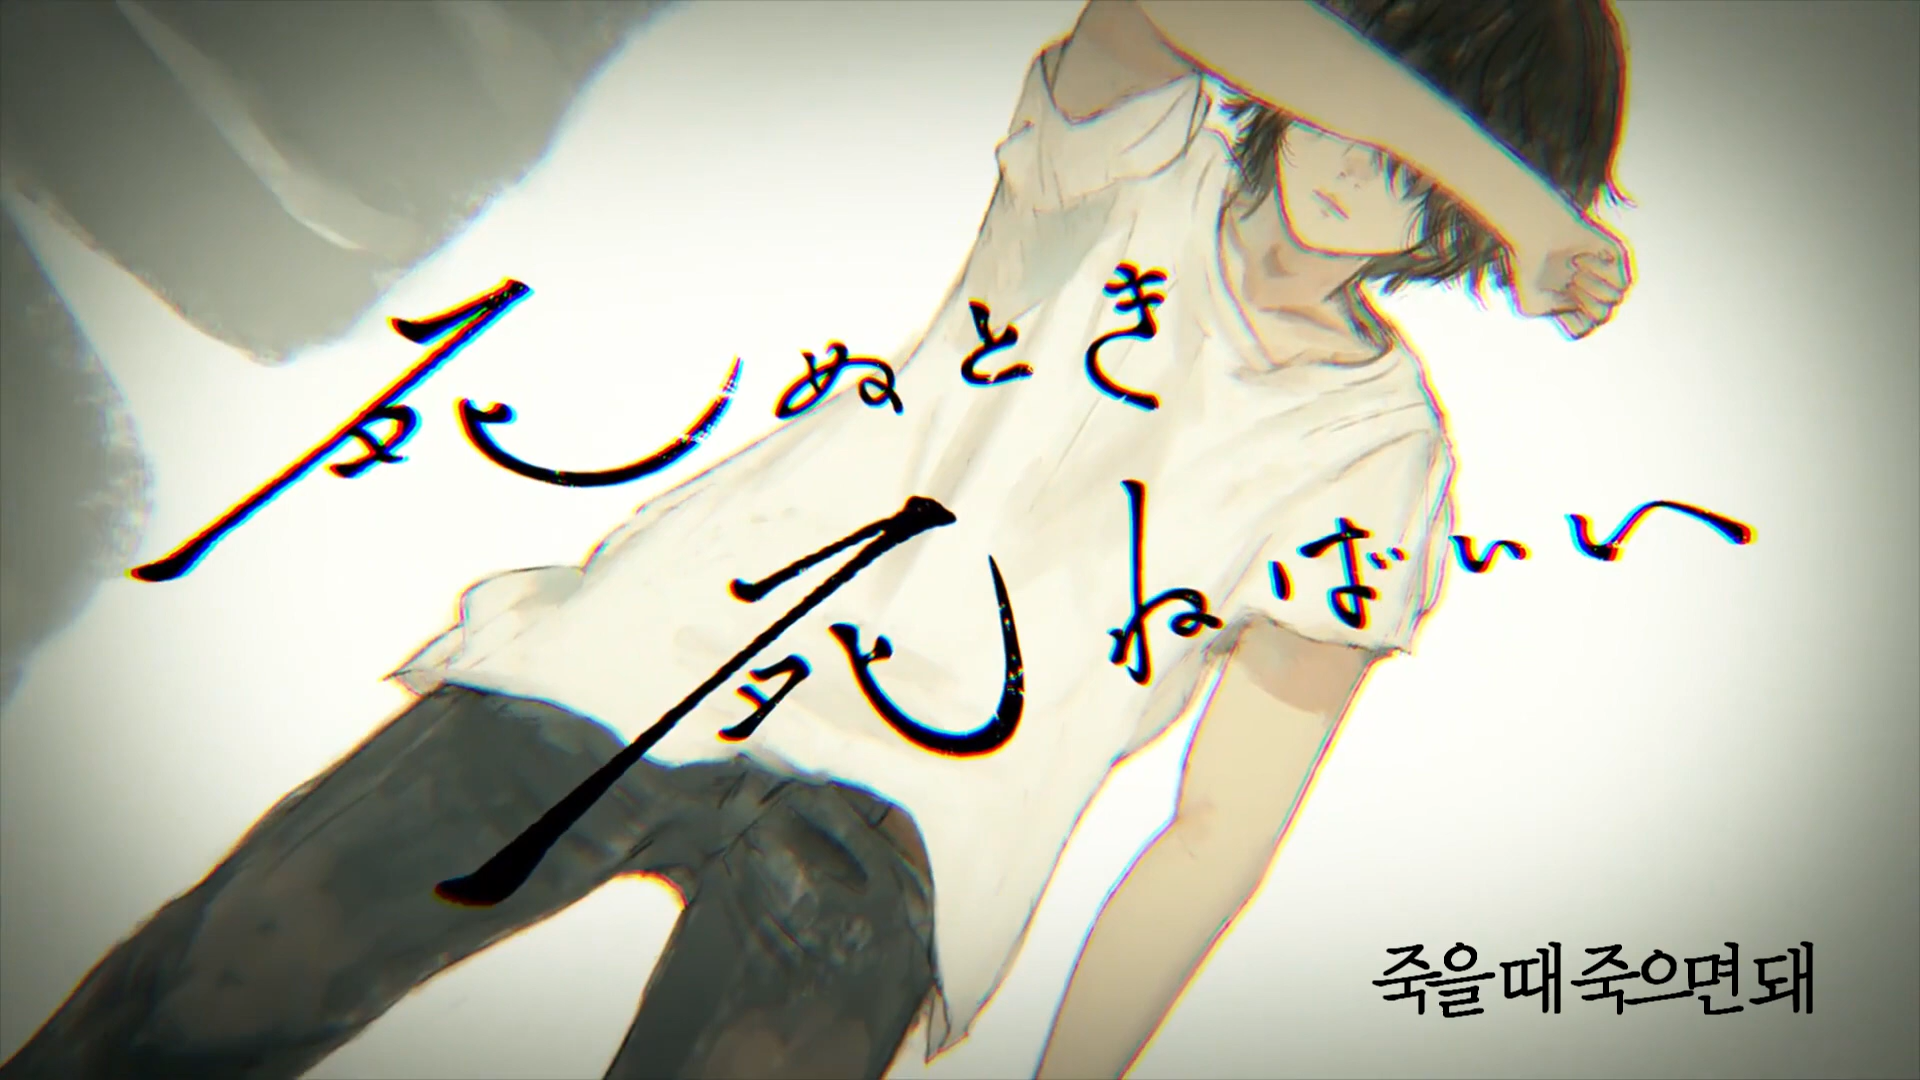 死ぬとき
死ねばいい
죽을 때 죽으면 돼